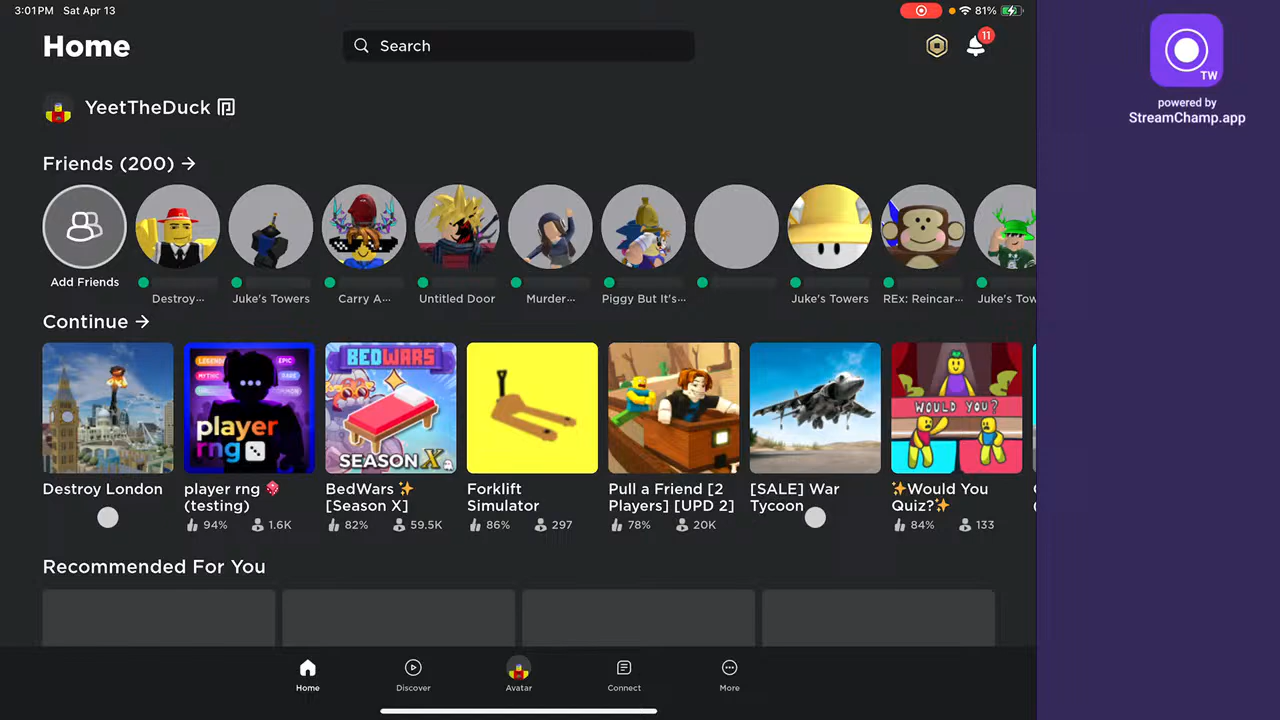 3:01PM Sat Apr 13
81%
Home
Search
11
TW
powered by
StreamChamp.app
YeetTheDuck
Friends (200)
Add Friends
Destroy...
Juke's Towers
Carry A...
Untitled Door
Murder...
Piggy But It's...
Juke's Towers
REx: Reincar...
Juke's Tow
Continue
BEDWARS
SEASON X
player
rng
LEGEN
EPIC
MYTHIC
RARE
WOULD YOU?
Destroy London
player rng
(testing)
94% 1.6K
BedWars ✨
[Season X]
82% 59.5K
Forklift
Simulator
86% 297
Pull a Friend [2
Players] [UPD 2]
78% 20K
[SALE] War
Tycoon
✨Would You
Quiz?✨
84% 133
Recommended For You
Home
Discover
Avatar
Connect
More